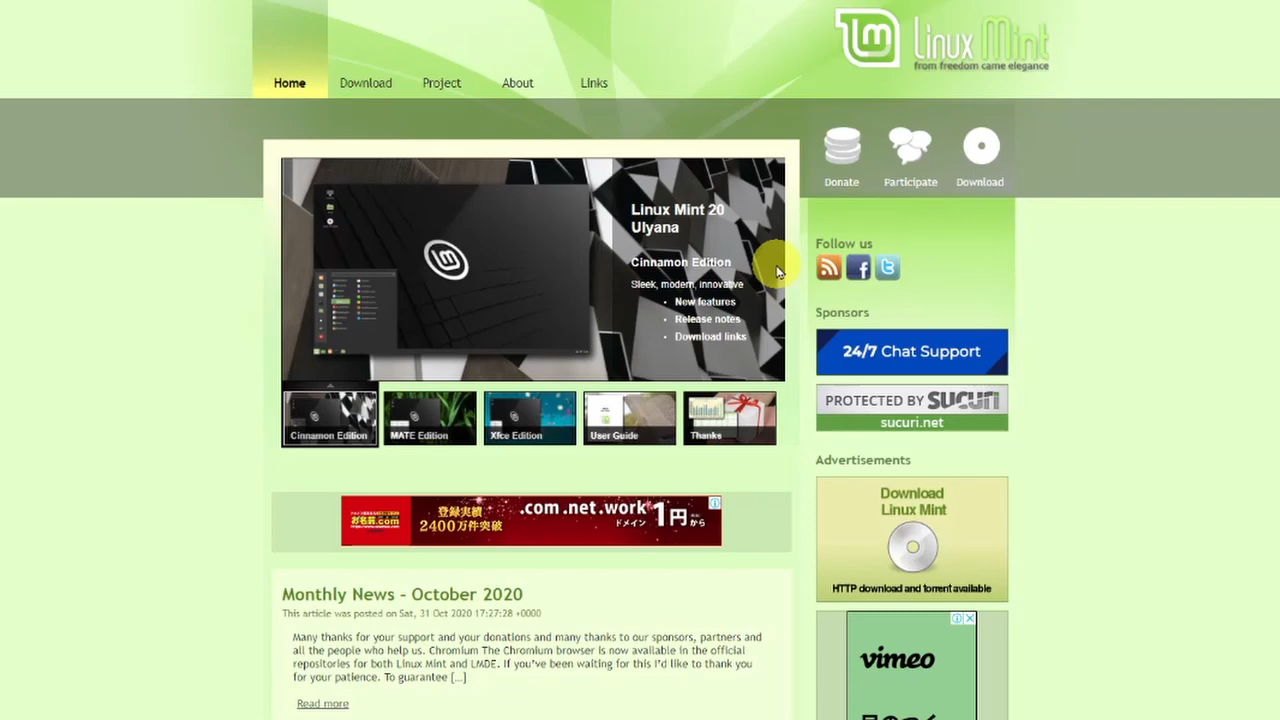 Linux Mint
from freedom came elegance
Home
Download
Project
About
Links
Donate
Participate
Download
Linux Mint 20
Ulyana
Cinnamon Edition
Sleek, modern, innovative
• New features
• Release notes
• Download links
Cinnamon Edition
MATE Edition
Xfce Edition
User Guide
Thanks
Follow us
Sponsors
24/7 Chat Support
PROTECTED BY SUCURI
sucuri.net
Advertisements
Download
Linux Mint
HTTP download and torrent available
vimeo
お名前.com
登録実績
2400万件突破
.com .net .work
ドメイン 1円から
Monthly News – October 2020
This article was posted on Sat, 31 Oct 2020 17:27:28 +0000
Many thanks for your support and your donations and many thanks to our sponsors, partners and
all the people who help us. Chromium The Chromium browser is now available in the official
repositories for both Linux Mint and LMDE. If you've been waiting for this I'd like to thank you
for your patience. To guarantee [...]
Read more